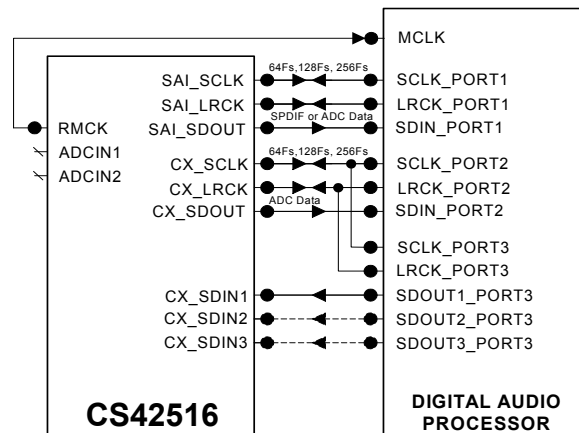 MCLK
64Fs,128Fs, 256Fs
SAI_SCLK
SCLK_PORT1
SAI_LRCK
LRCK_PORT1
SPDIF or ADC Data
RMCK
SAI_SDOUT
SDIN_PORT1
ADCIN1
64Fs,128Fs, 256Fs
CX_SCLK
SCLK_PORT2
ADCIN2
CX_LRCK
LRCK_PORT2
ADC Data
CX_SDOUT
SDIN_PORT2
SCLK_PORT3
LRCK_PORT3
CX_SDIN1
SDOUT1_PORT3
CX_SDIN2
SDOUT2_PORT3
CX_SDIN3
SDOUT3_PORT3
CS42516
DIGITAL AUDIO
PROCESSOR